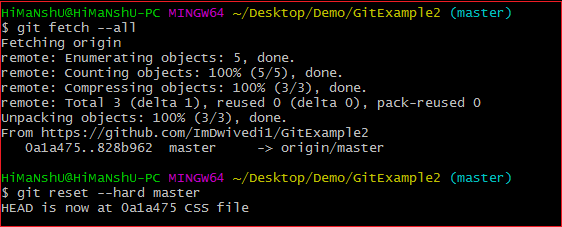 HiMaNshU@HiMaNshU-PC MINGW64 ~/Desktop/Demo/GitExample2 (master)
$ git fetch --all
Fetching origin
remote: Enumerating objects: 5, done.
remote: Counting objects: 100% (5/5), done.
remote: Compressing objects: 100% (3/3), done.
remote: Total 3 (delta 1), reused 0 (delta 0), pack-reused 0
Unpacking objects: 100% (3/3), done.
From https://github.com/ImDwivedi1/GitExample2
   0a1a475..828b962  master     -> origin/master
HiMaNshU@HiMaNshU-PC MINGW64 ~/Desktop/Demo/GitExample2 (master)
$ git reset --hard master
HEAD is now at 0a1a475 CSS file